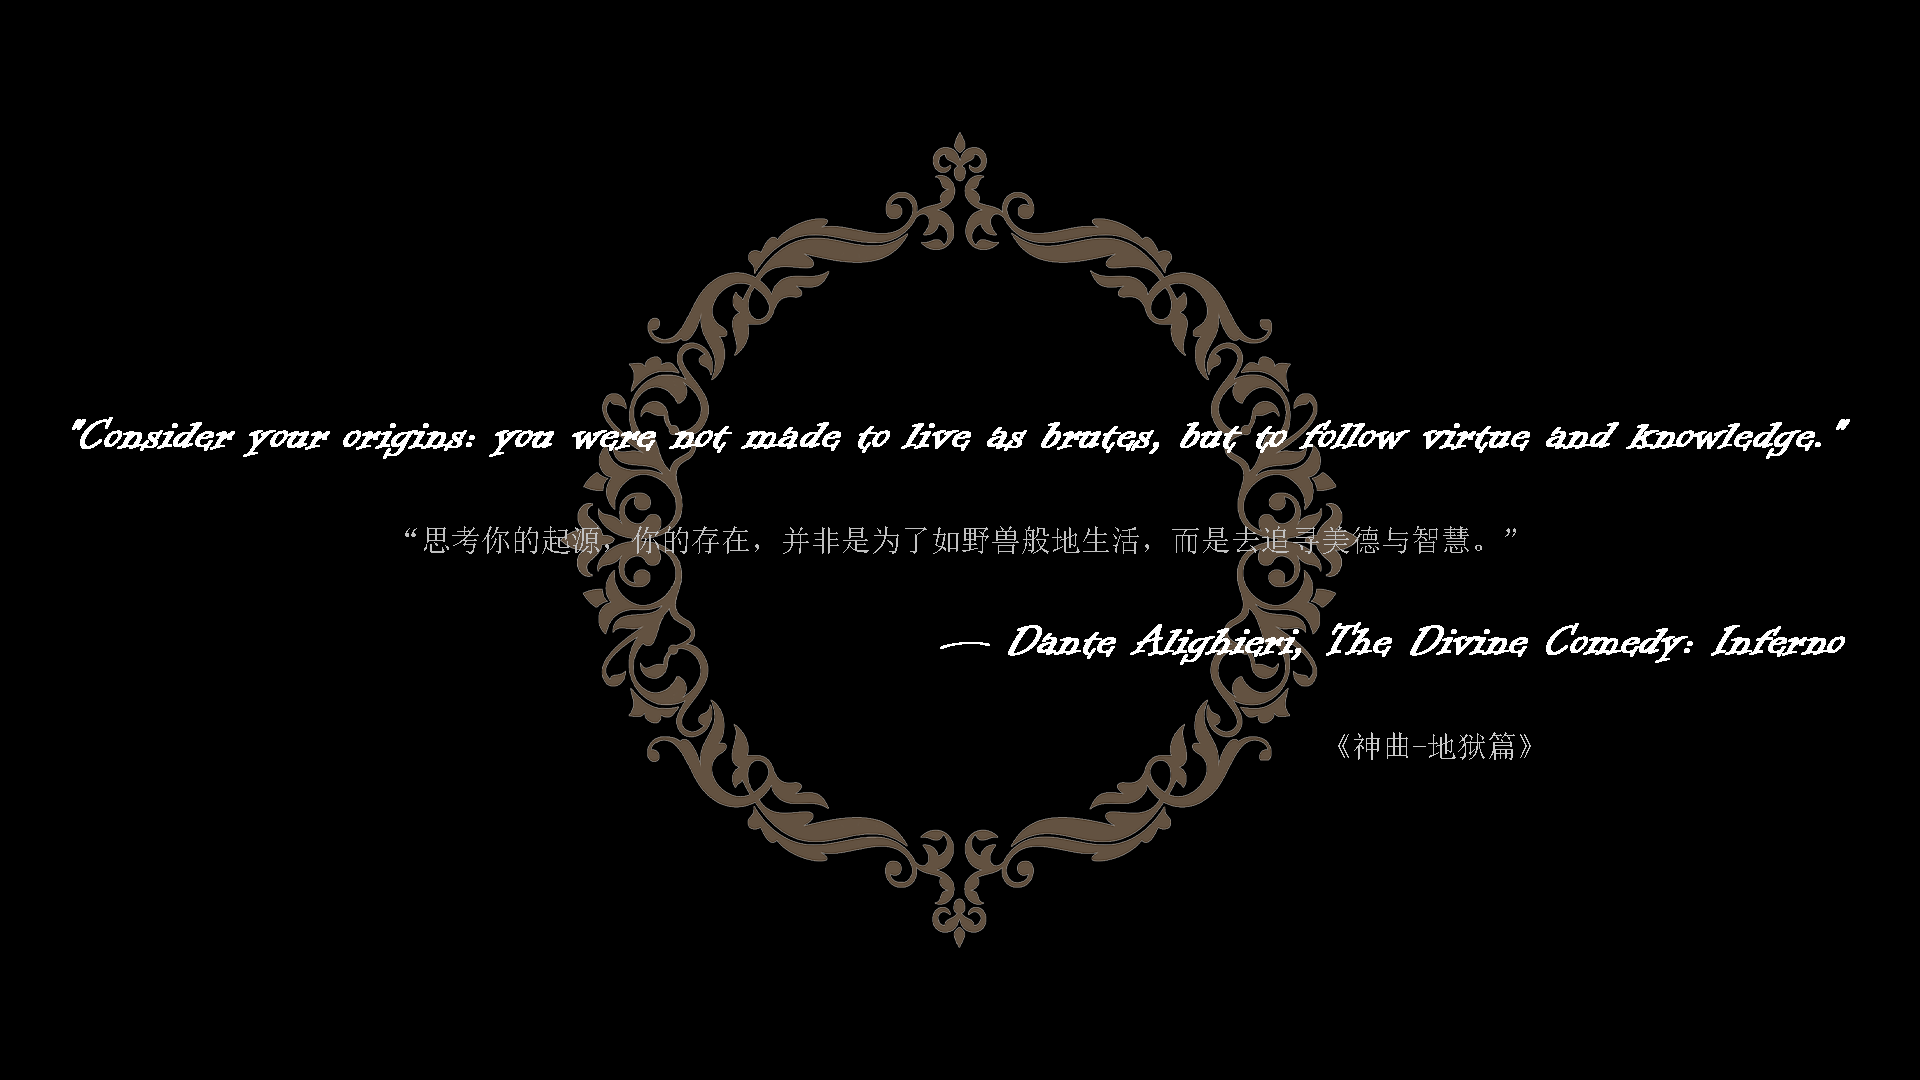 "Consider your origins: you were not made to live as brutes, but to follow virtue and knowledge."
“思考你的起源，你的存在，并非是为了如野兽般地生活，而是去追寻美德与智慧。”
— Dante Alighieri, The Divine Comedy: Inferno
《神曲-地狱篇》